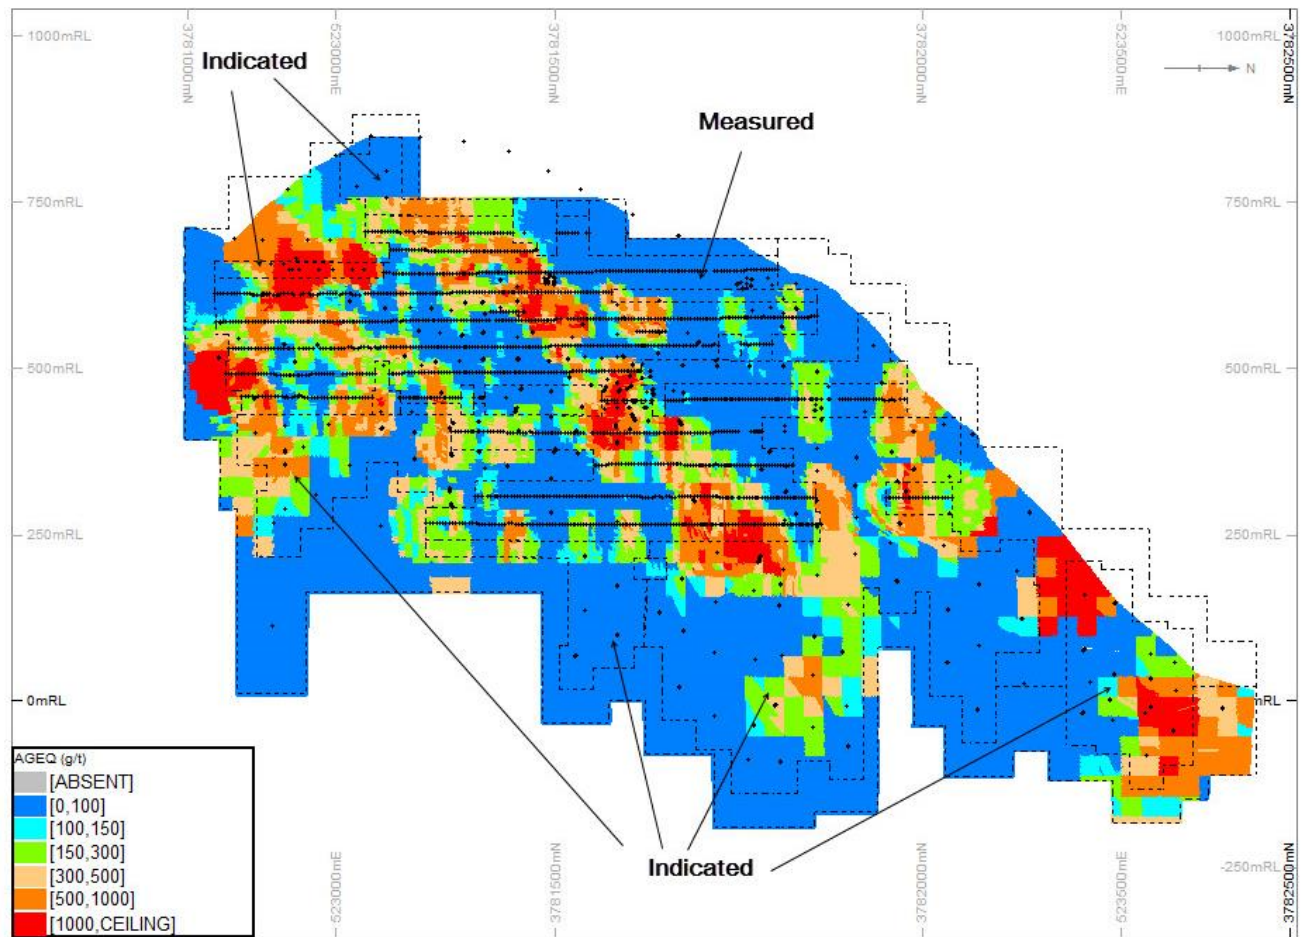 3781000mN
523000mE
3781500mN
3782000mN
523500mE
3782500mN
1000mRL
1000mRL
N
Indicated
Measured
750mRL
750mRL
500mRL
500mRL
250mRL
250mRL
0mRL
mRL
-250mRL
Indicated
AGEQ (g/t)
[ABSENT]
[0,100]
[100,150]
[150,300]
[300,500]
[500,1000]
[1000,CEILING]
523000mE
3781500mN
3782000mN
523500mE
3782500mN